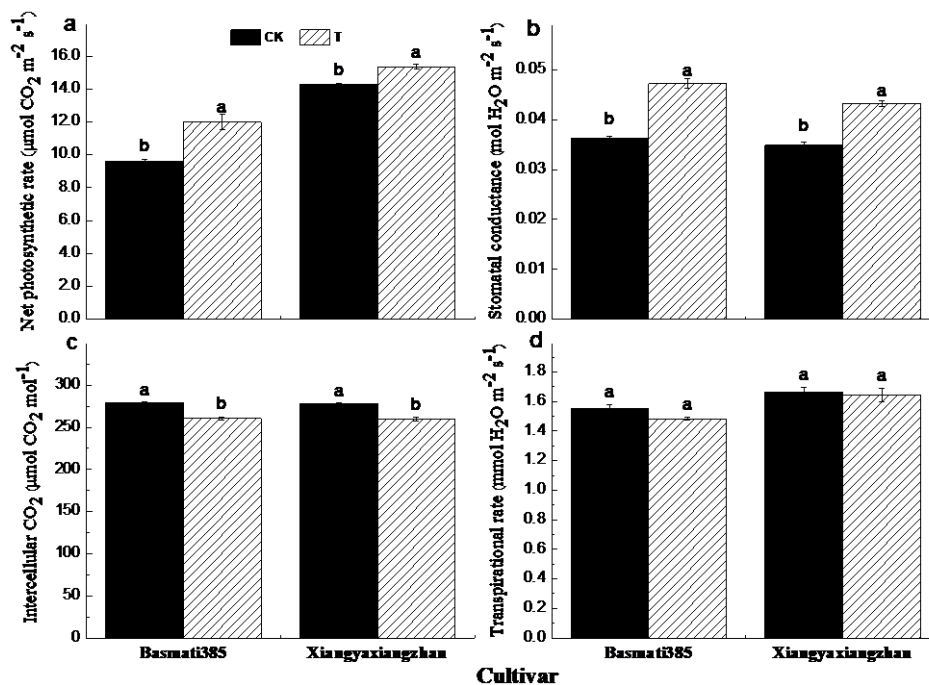 a
CK T
Net photosynthetic rate (µmol CO2 m−2 s−1)
16.0
14.0
12.0
10.0
8.0
6.0
4.0
2.0
0.0
b a
b a
b
Stomatal conductance (mol H2O m−2 s−1)
0.05
0.04
0.03
0.02
0.01
0.00
b a
b a
c
Intercellular CO2 (µmol CO2 mol−1)
300
250
200
150
100
50
0
a b
a b
Basmati385 Xiangyaxiangzhan
d
Transpirational rate (mmol H2O m−2 s−1)
1.8
1.6
1.4
1.2
1.0
0.8
0.6
0.4
0.2
0.0
a a
a a
Basmati385 Xiangyaxiangzhan
Cultivar